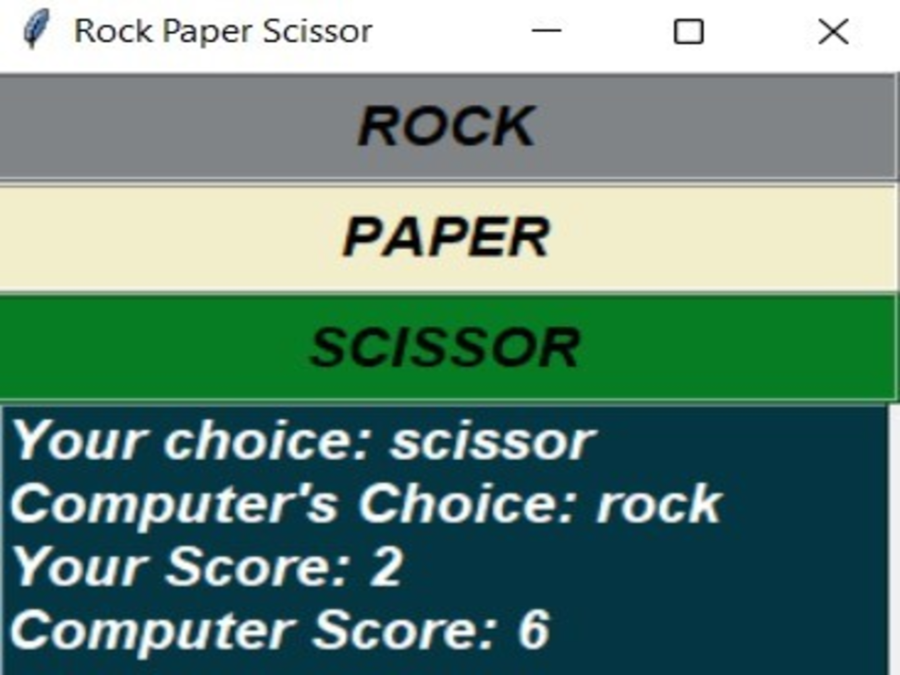 Rock Paper Scissor
ROCK
PAPER
SCISSOR
Your choice: scissor
Computer's Choice: rock
Your Score: 2
Computer Score: 6